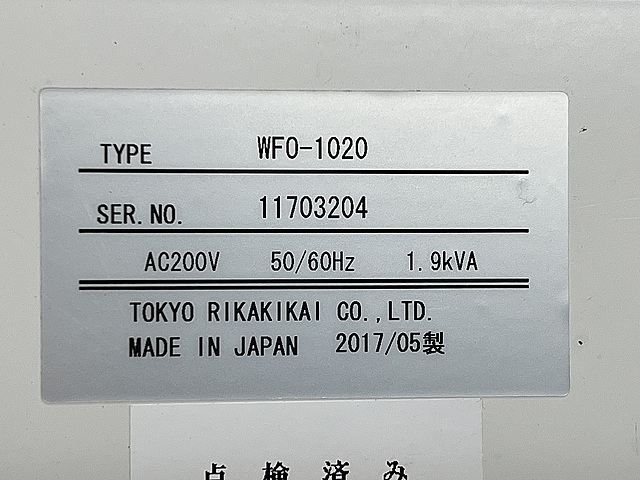 TYPE WFO-1020
SER.NO. 11703204
AC200V 50/60Hz 1.9kVA
TOKYO RIKAKIKAI CO.,LTD.
MADE IN JAPAN 2017/05製
点検済み